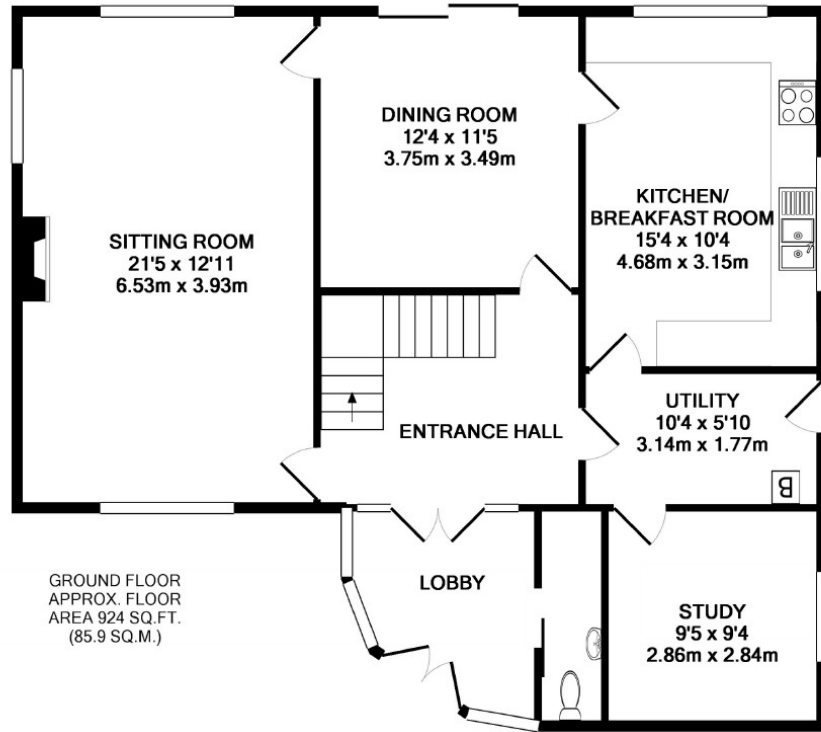 DINING ROOM
12'4 x 11'5
3.75m x 3.49m
KITCHEN/
BREAKFAST ROOM
15'4 x 10'4
4.68m x 3.15m
SITTING ROOM
21'5 x 12'11
6.53m x 3.93m
ENTRANCE HALL
UTILITY
10'4 x 5'10
3.14m x 1.77m
B
LOBBY
STUDY
9'5 x 9'4
2.86m x 2.84m
GROUND FLOOR
APPROX. FLOOR
AREA 924 SQ.FT.
(85.9 SQ.M.)